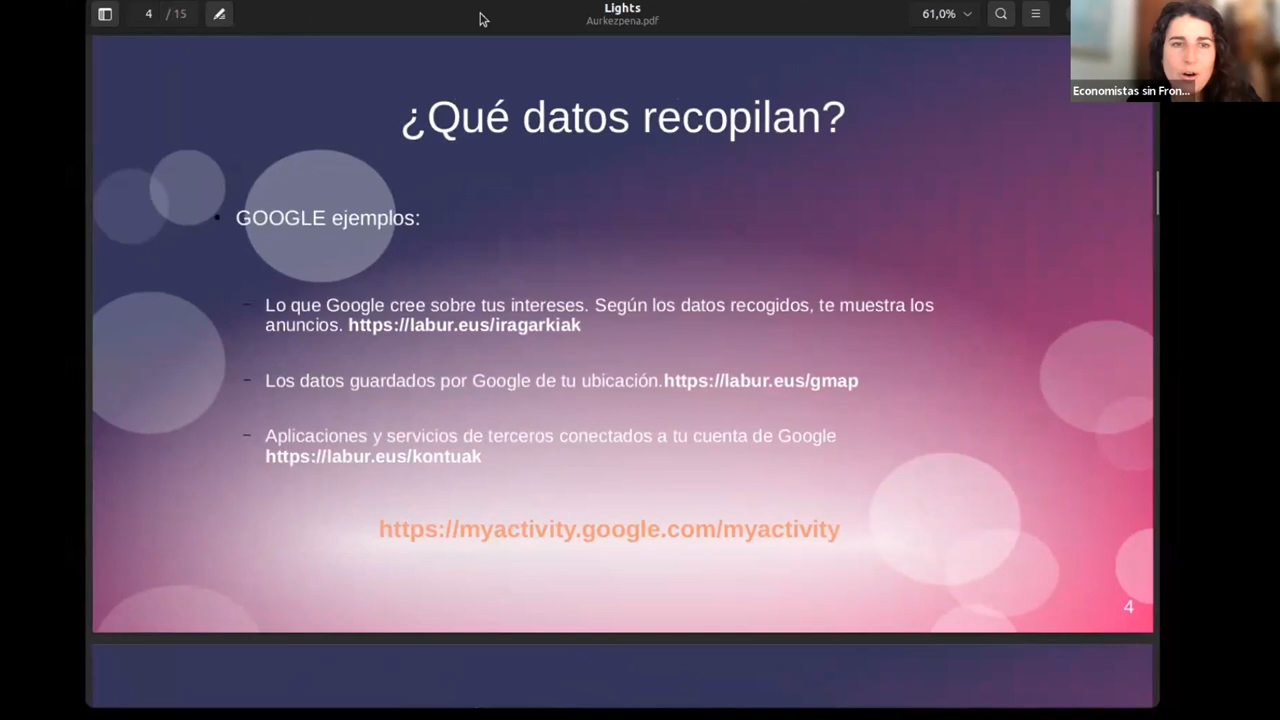 4 / 15
Lights
Aurkezpena.pdf
61,0%
Economistas sin Fron...
¿Qué datos recopilan?
• GOOGLE ejemplos:
– Lo que Google cree sobre tus intereses. Según los datos recogidos, te muestra los
anuncios. https://labur.eus/iragarkiak
– Los datos guardados por Google de tu ubicación.https://labur.eus/gmap
– Aplicaciones y servicios de terceros conectados a tu cuenta de Google
https://labur.eus/kontuak
https://myactivity.google.com/myactivity
4